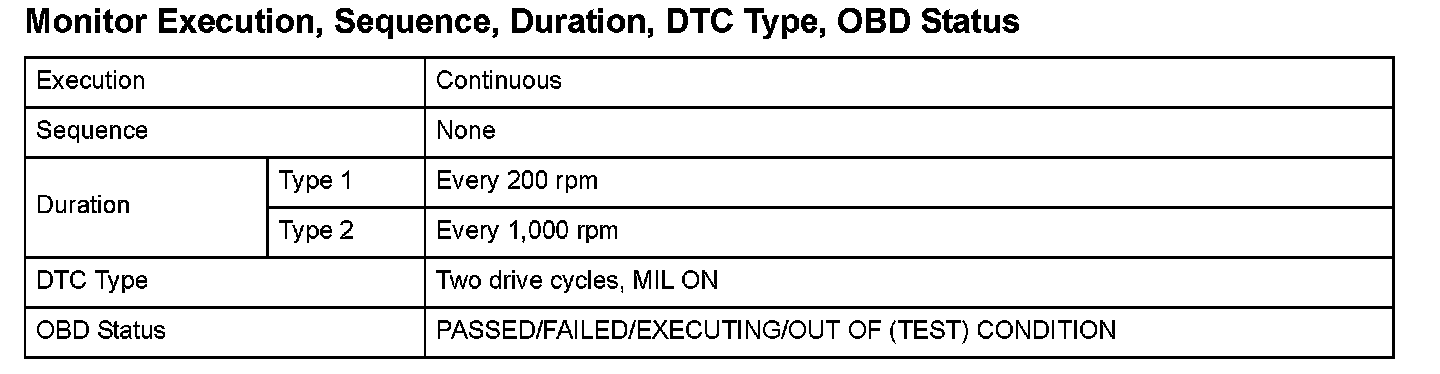 Monitor Execution, Sequence, Duration, DTC Type, OBD Status
Execution Continuous
Sequence None
Duration Type 1 Every 200 rpm
Type 2 Every 1,000 rpm
DTC Type Two drive cycles, MIL ON
OBD Status PASSED/FAILED/EXECUTING/OUT OF (TEST) CONDITION